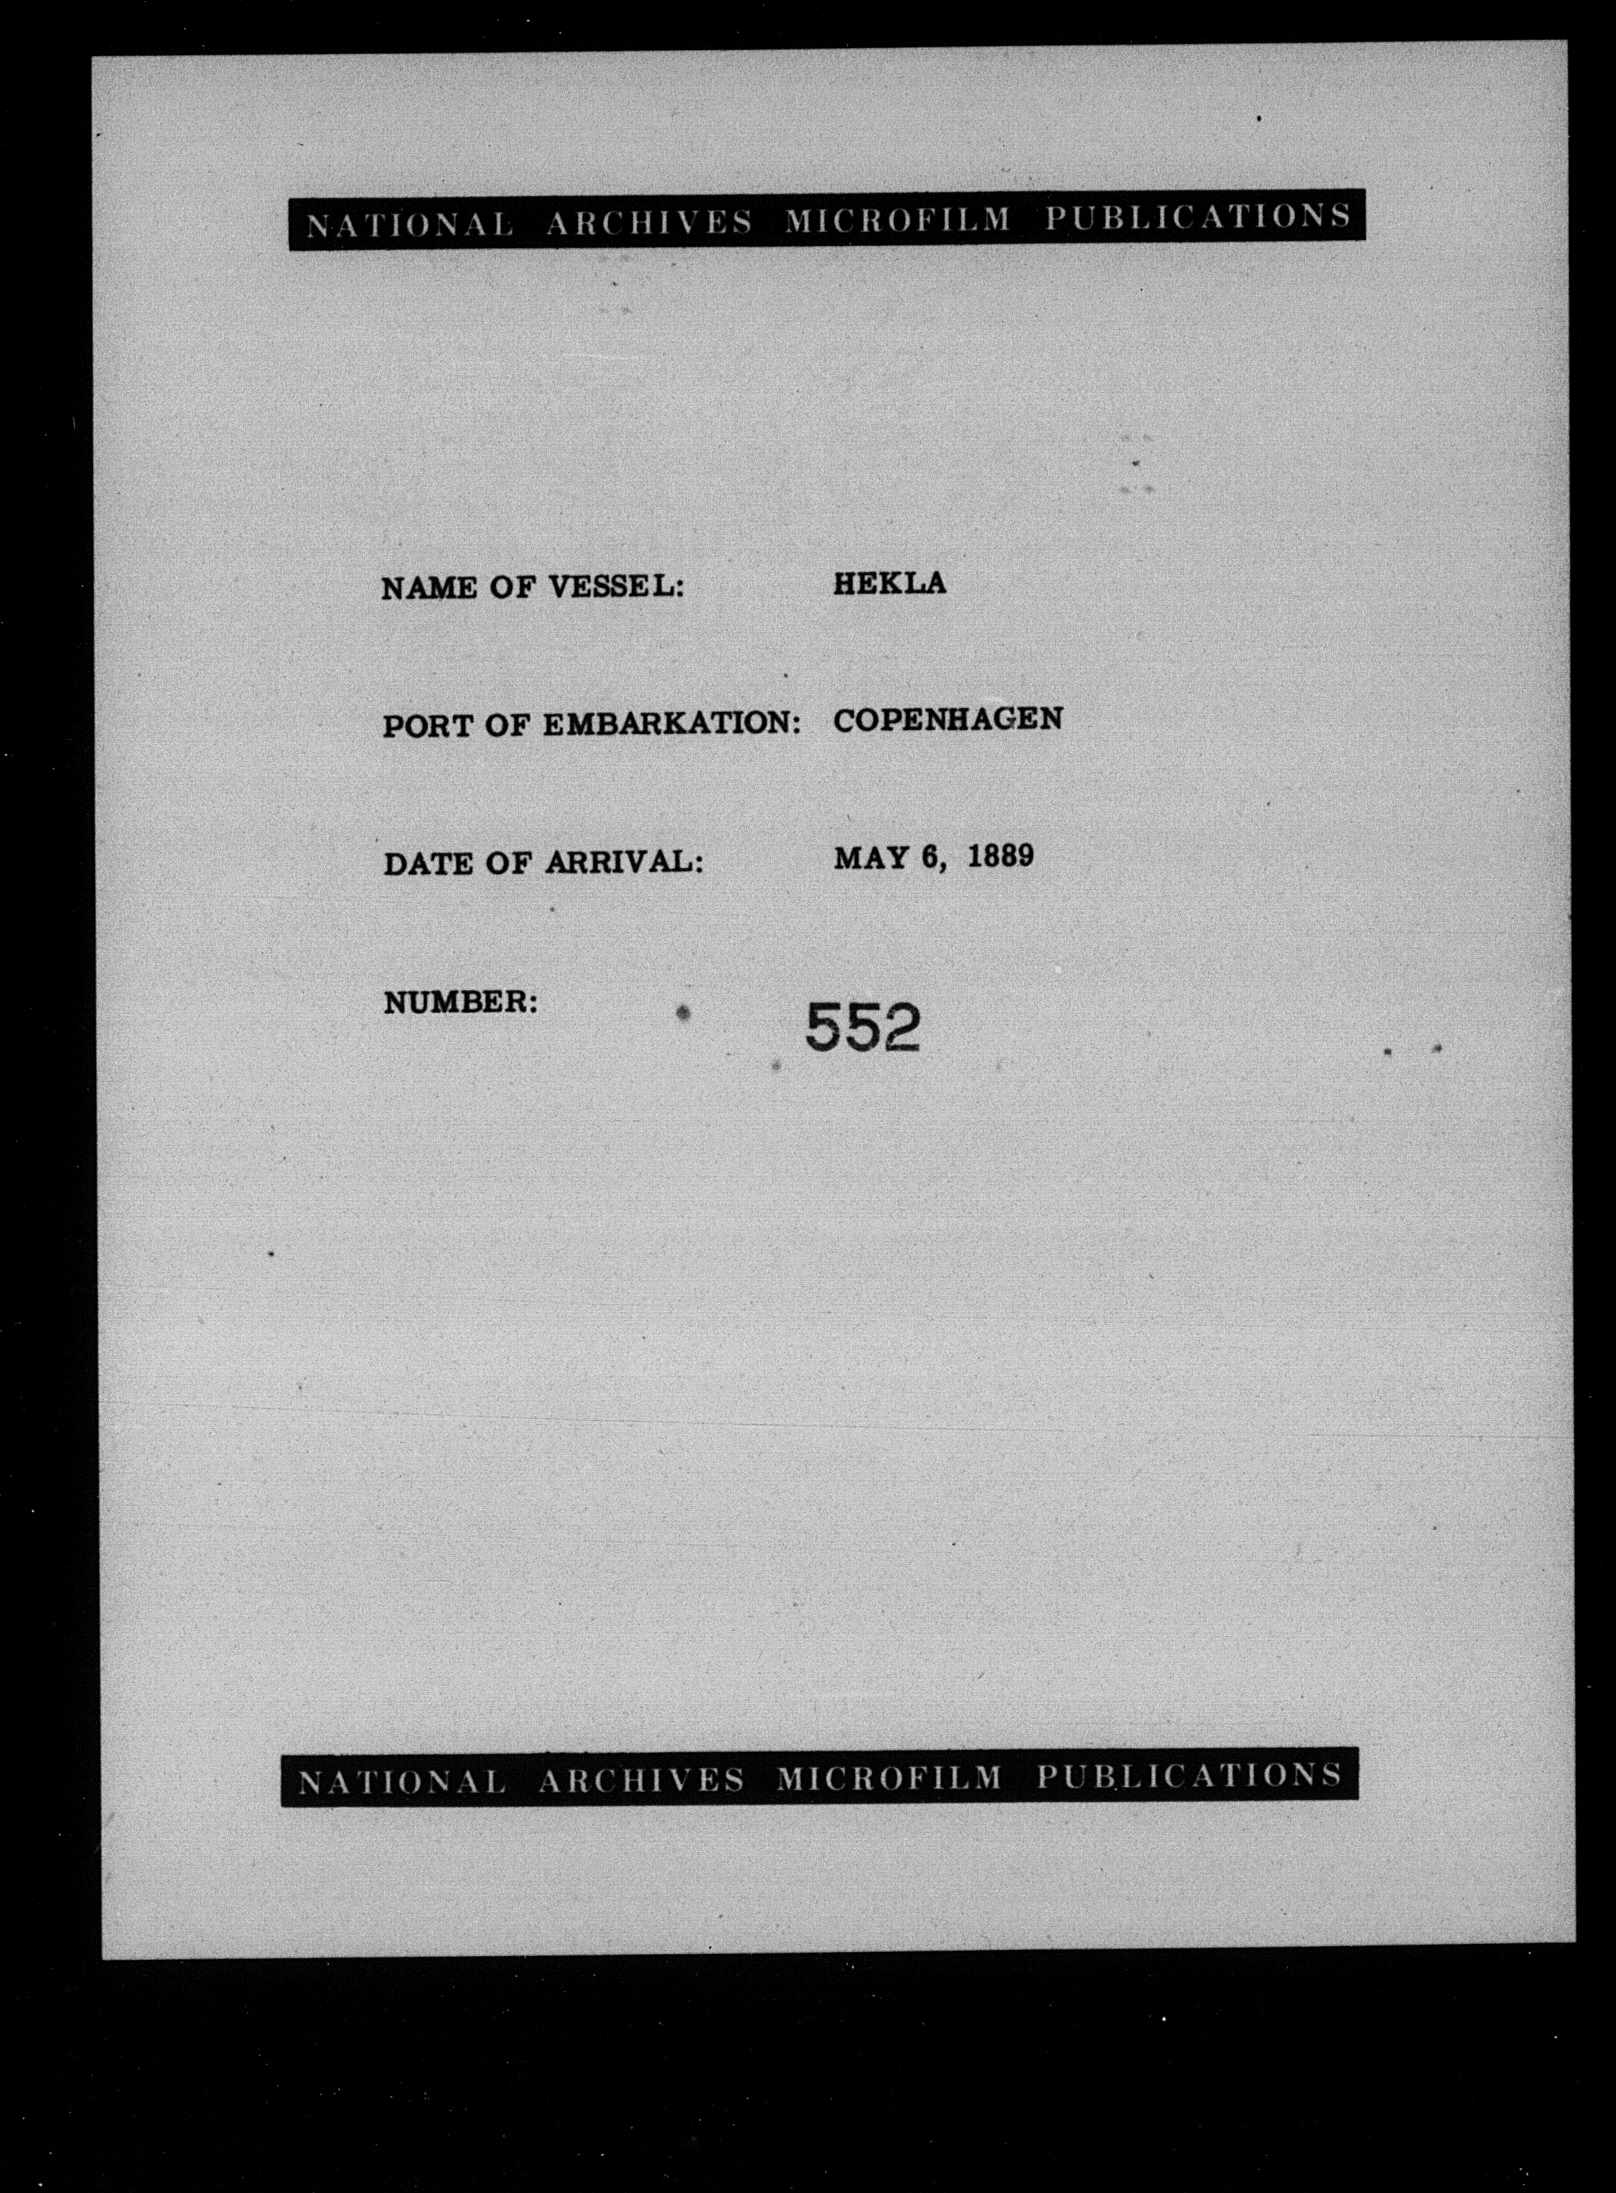 NATIONAL ARCHIVES MICROFILM PUBLICATIONS
NAME OF VESSEL: HEKLA
PORT OF EMBARKATION: COPENHAGEN
DATE OF ARRIVAL: MAY 6, 1889
NUMBER: 552
NATIONAL ARCHIVES MICROFILM PUBLICATIONS